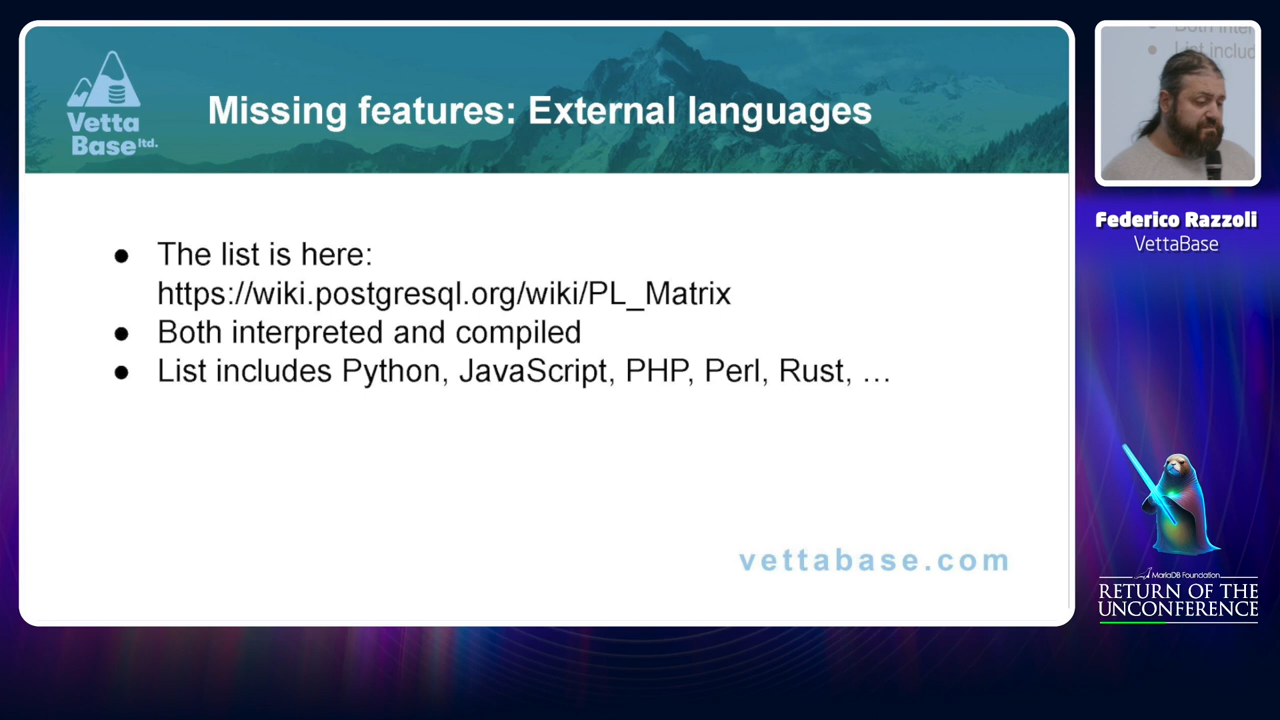 Vetta
Base ltd.
Missing features: External languages
● The list is here:
https://wiki.postgresql.org/wiki/PL_Matrix
● Both interpreted and compiled
● List includes Python, JavaScript, PHP, Perl, Rust, …
vettabase.com
● List includ
Federico Razzoli
VettaBase
MariaDB Foundation
RETURN OF THE
UNCONFERENCE